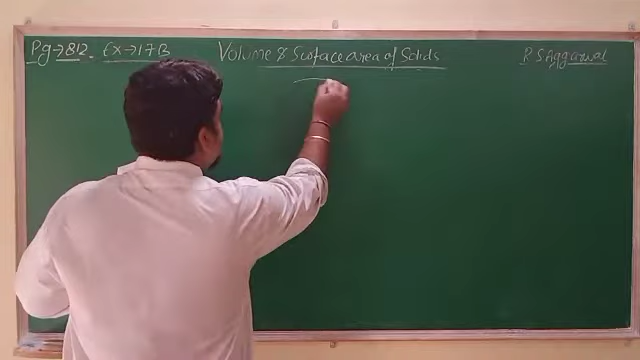 Pg→812. Ex→17B Volume & Surface area of Solids R.S.Aggarwal